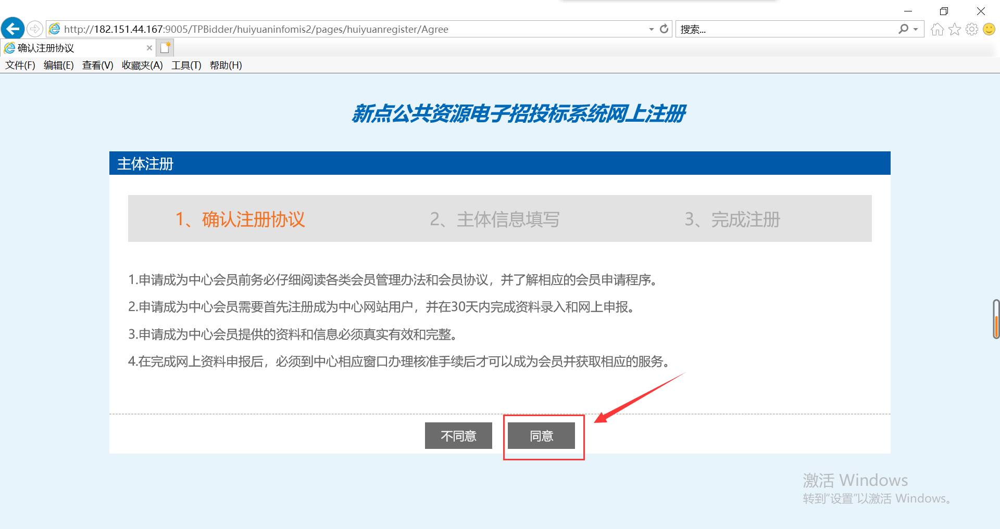 http://182.151.44.167:9005/TPBidder/huiyuaninfomis2/pages/huiyuanregister/Agree
搜索...
确认注册协议
文件(F) 编辑(E) 查看(V) 收藏夹(A) 工具(T) 帮助(H)
新点公共资源电子招投标系统网上注册
主体注册
1、确认注册协议 2、主体信息填写 3、完成注册
1.申请成为中心会员前务必仔细阅读各类会员管理办法和会员协议，并了解相应的会员申请程序。
2.申请成为中心会员需要首先注册成为中心网站用户，并在30天内完成资料录入和网上申报。
3.申请成为中心会员提供的资料和信息必须真实有效和完整。
4.在完成网上资料申报后，必须到中心相应窗口办理核准手续后才可以成为会员并获取相应的服务。
不同意 同意
激活 Windows
转到“设置”以激活 Windows。